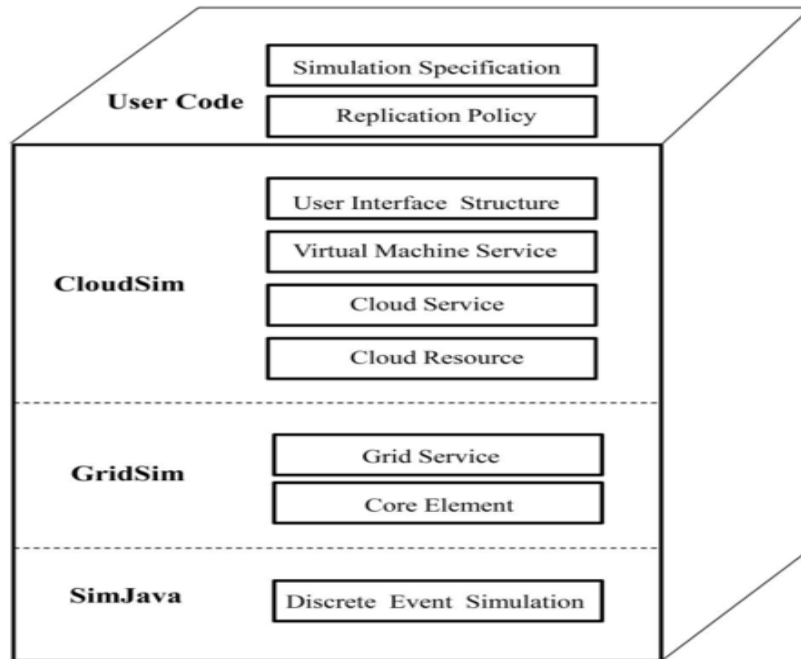 Simulation Specification
User Code
Replication Policy
User Interface Structure
Virtual Machine Service
CloudSim
Cloud Service
Cloud Resource
Grid Service
GridSim
Core Element
SimJava
Discrete Event Simulation